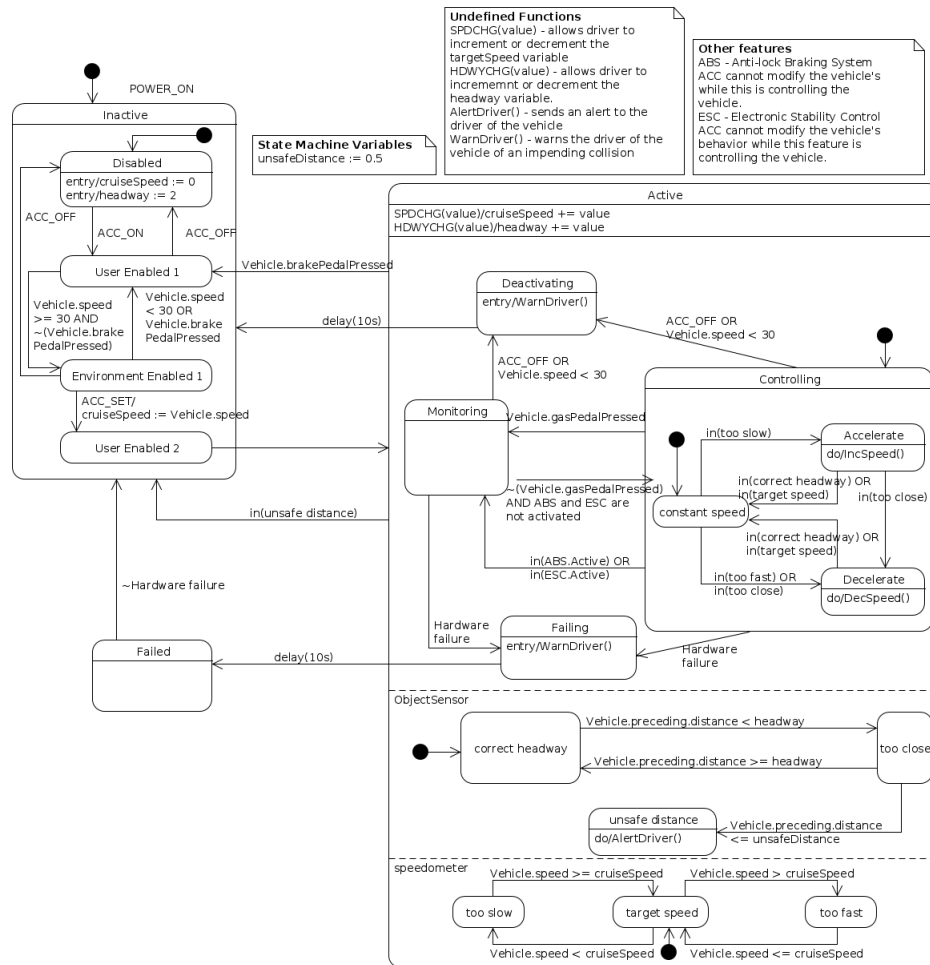 Undefined Functions
SPDCHG(value) - allows driver to
increment or decrement the
targetSpeed variable
HDWYCHG(value) - allows driver to
incrememnt or decrement the
headway variable.
AlertDriver() - sends an alert to the
driver of the vehicle
WarnDriver() - warns the driver of the
vehicle of an impending collision
Other features
ABS - Anti-lock Braking System
ACC cannot modify the vehicle's
while this is controlling the
vehicle.
ESC - Electronic Stability Control
ACC cannot modify the vehicle's
behavior while this feature is
controlling the vehicle.
POWER_ON
Inactive
State Machine Variables
unsafeDistance := 0.5
Disabled
entry/cruiseSpeed := 0
entry/headway := 2
ACC_OFF
ACC_ON
ACC_OFF
User Enabled 1
Vehicle.speed
>= 30 AND
~(Vehicle.brake
PedalPressed)
Vehicle.speed
< 30 OR
Vehicle.brake
PedalPressed
Environment Enabled 1
ACC_SET/
cruiseSpeed := Vehicle.speed
User Enabled 2
Vehicle.brakePedalPressed
delay(10s)
in(unsafe distance)
~Hardware failure
Failed
delay(10s)
Active
SPDCHG(value)/cruiseSpeed += value
HDWYCHG(value)/headway += value
Deactivating
entry/WarnDriver()
ACC_OFF OR
Vehicle.speed < 30
ACC_OFF OR
Vehicle.speed < 30
Monitoring
Vehicle.gasPedalPressed
~(Vehicle.gasPedalPressed)
AND ABS and ESC are
not activated
in(ABS.Active) OR
in(ESC.Active)
Hardware
failure
Failing
entry/WarnDriver()
Hardware
failure
Controlling
in(too slow)
Accelerate
do/IncSpeed()
in(correct headway) OR
in(target speed)
in(too close)
constant speed
in(correct headway) OR
in(target speed)
in(too fast) OR
in(too close)
Decelerate
do/DecSpeed()
ObjectSensor
correct headway
Vehicle.preceding.distance < headway
Vehicle.preceding.distance >= headway
too close
unsafe distance
do/AlertDriver()
Vehicle.preceding.distance
<= unsafeDistance
speedometer
Vehicle.speed >= cruiseSpeed
Vehicle.speed > cruiseSpeed
too slow
target speed
too fast
Vehicle.speed < cruiseSpeed
Vehicle.speed <= cruiseSpeed